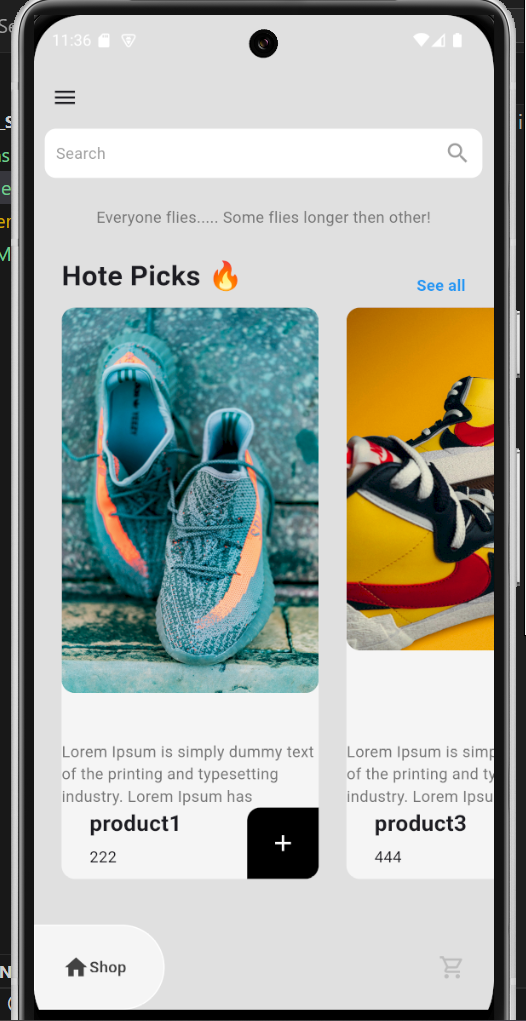 11:36
Search
Everyone flies..... Some flies longer then other!
Hote Picks 🔥
See all
Lorem Ipsum is simply dummy text
of the printing and typesetting
industry. Lorem Ipsum has
product1
222
+
Lorem Ipsum is simp
of the printing and ty
industry. Lorem Ipsu
product3
444
Shop